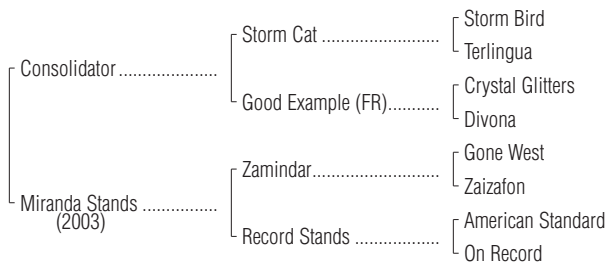 Storm Bird
Storm Cat ......................
Terlingua
Consolidator ...................
Crystal Glitters
Good Example (FR)...........
Divona
Gone West
Zamindar........................
Zaizafon
Miranda Stands ...............
(2003)
American Standard
Record Stands .................
On Record